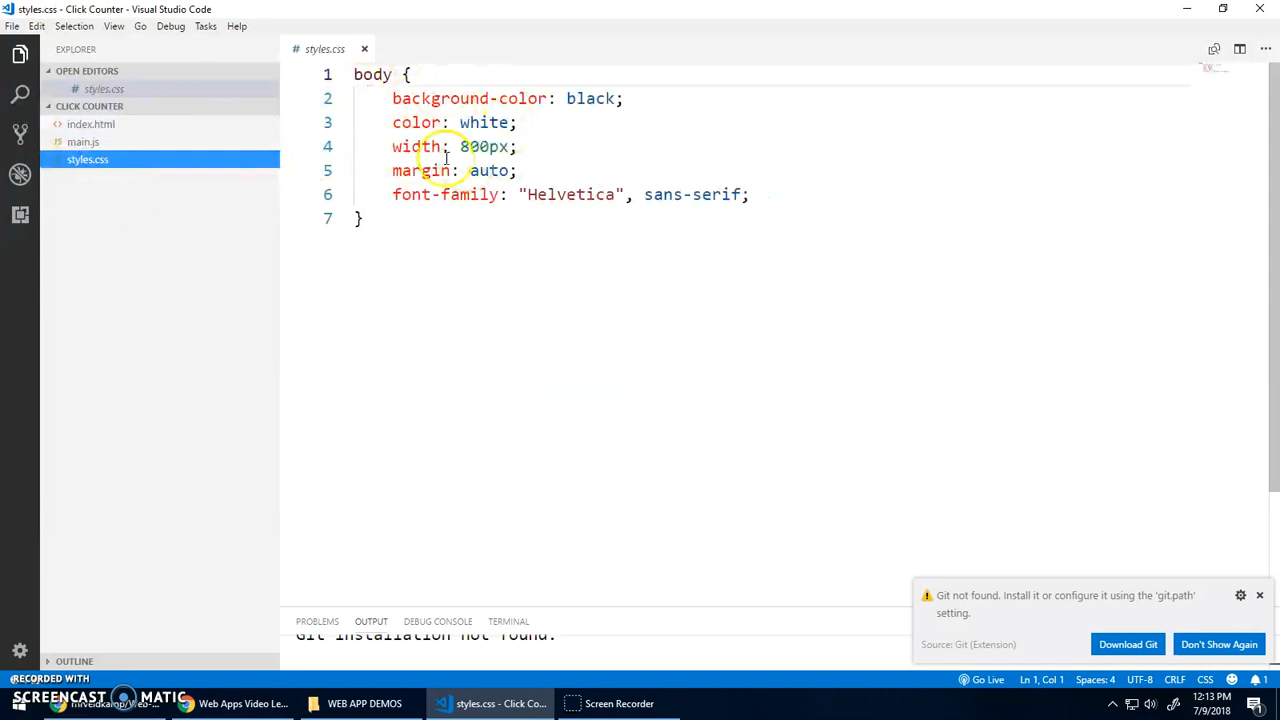 styles.css - Click Counter - Visual Studio Code
File Edit Selection View Go Debug Tasks Help
EXPLORER
# styles.css ×
OPEN EDITORS
# styles.css
CLICK COUNTER
<> index.html
main.js
styles.css
1 body {
2 background-color: black;
3 color: white;
4 width: 800px;
5 margin: auto;
6 font-family: "Helvetica", sans-serif;
7 }
Git not found. Install it or configure it using the 'git.path'
setting.
Source: Git (Extension)
Download Git
Don't Show Again
PROBLEMS OUTPUT DEBUG CONSOLE TERMINAL
Git installation not found.
OUTLINE
Go Live Ln 1, Col 1 Spaces: 4 UTF-8 CRLF CSS 1
RECORDED WITH
SCREENCAST MATIC
mrveldkamp/Web-... Web Apps Video Le... WEB APP DEMOS styles.css - Click Co... Screen Recorder
12:13 PM
7/9/2018
1